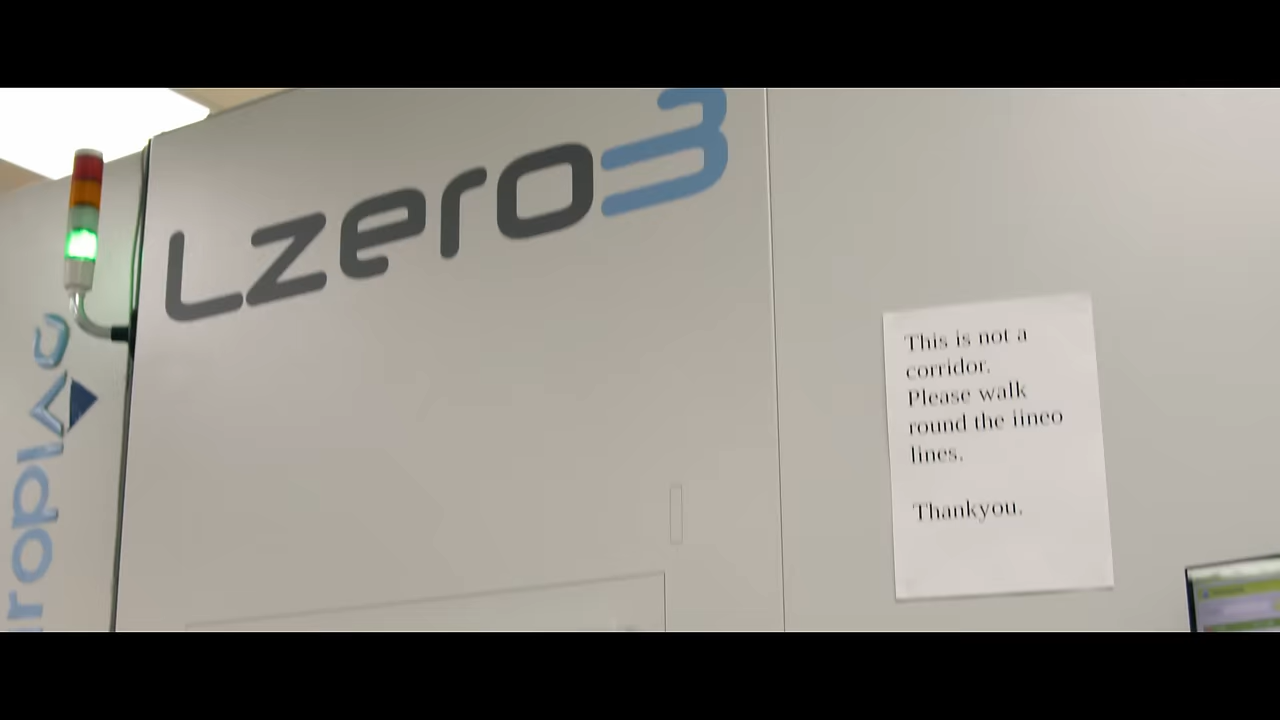 Lzero3
This is not a
corridor.
Please walk
round the iineo
lines.
Thankyou.